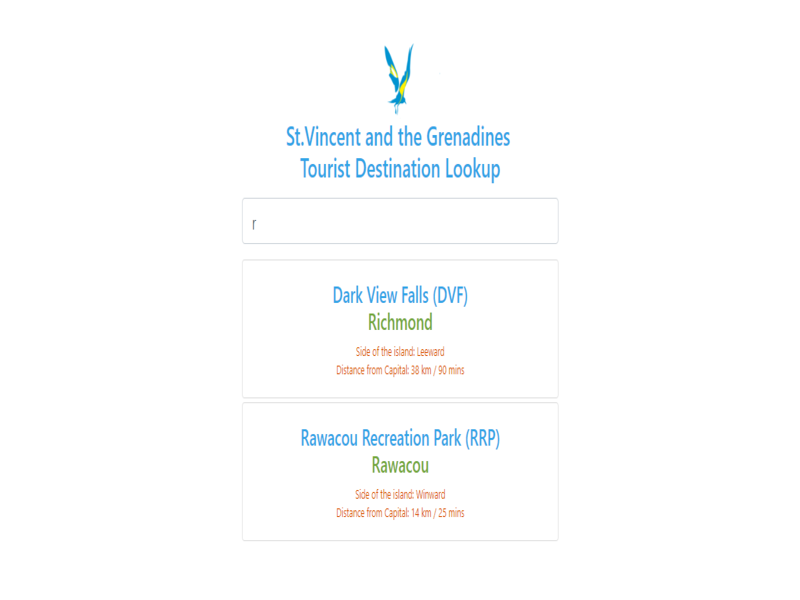 St.Vincent and the Grenadines
Tourist Destination Lookup
r
Dark View Falls (DVF)
Richmond
Side of the island: Leeward
Distance from Capital: 38 km / 90 mins
Rawacou Recreation Park (RRP)
Rawacou
Side of the island: Winward
Distance from Capital: 14 km / 25 mins